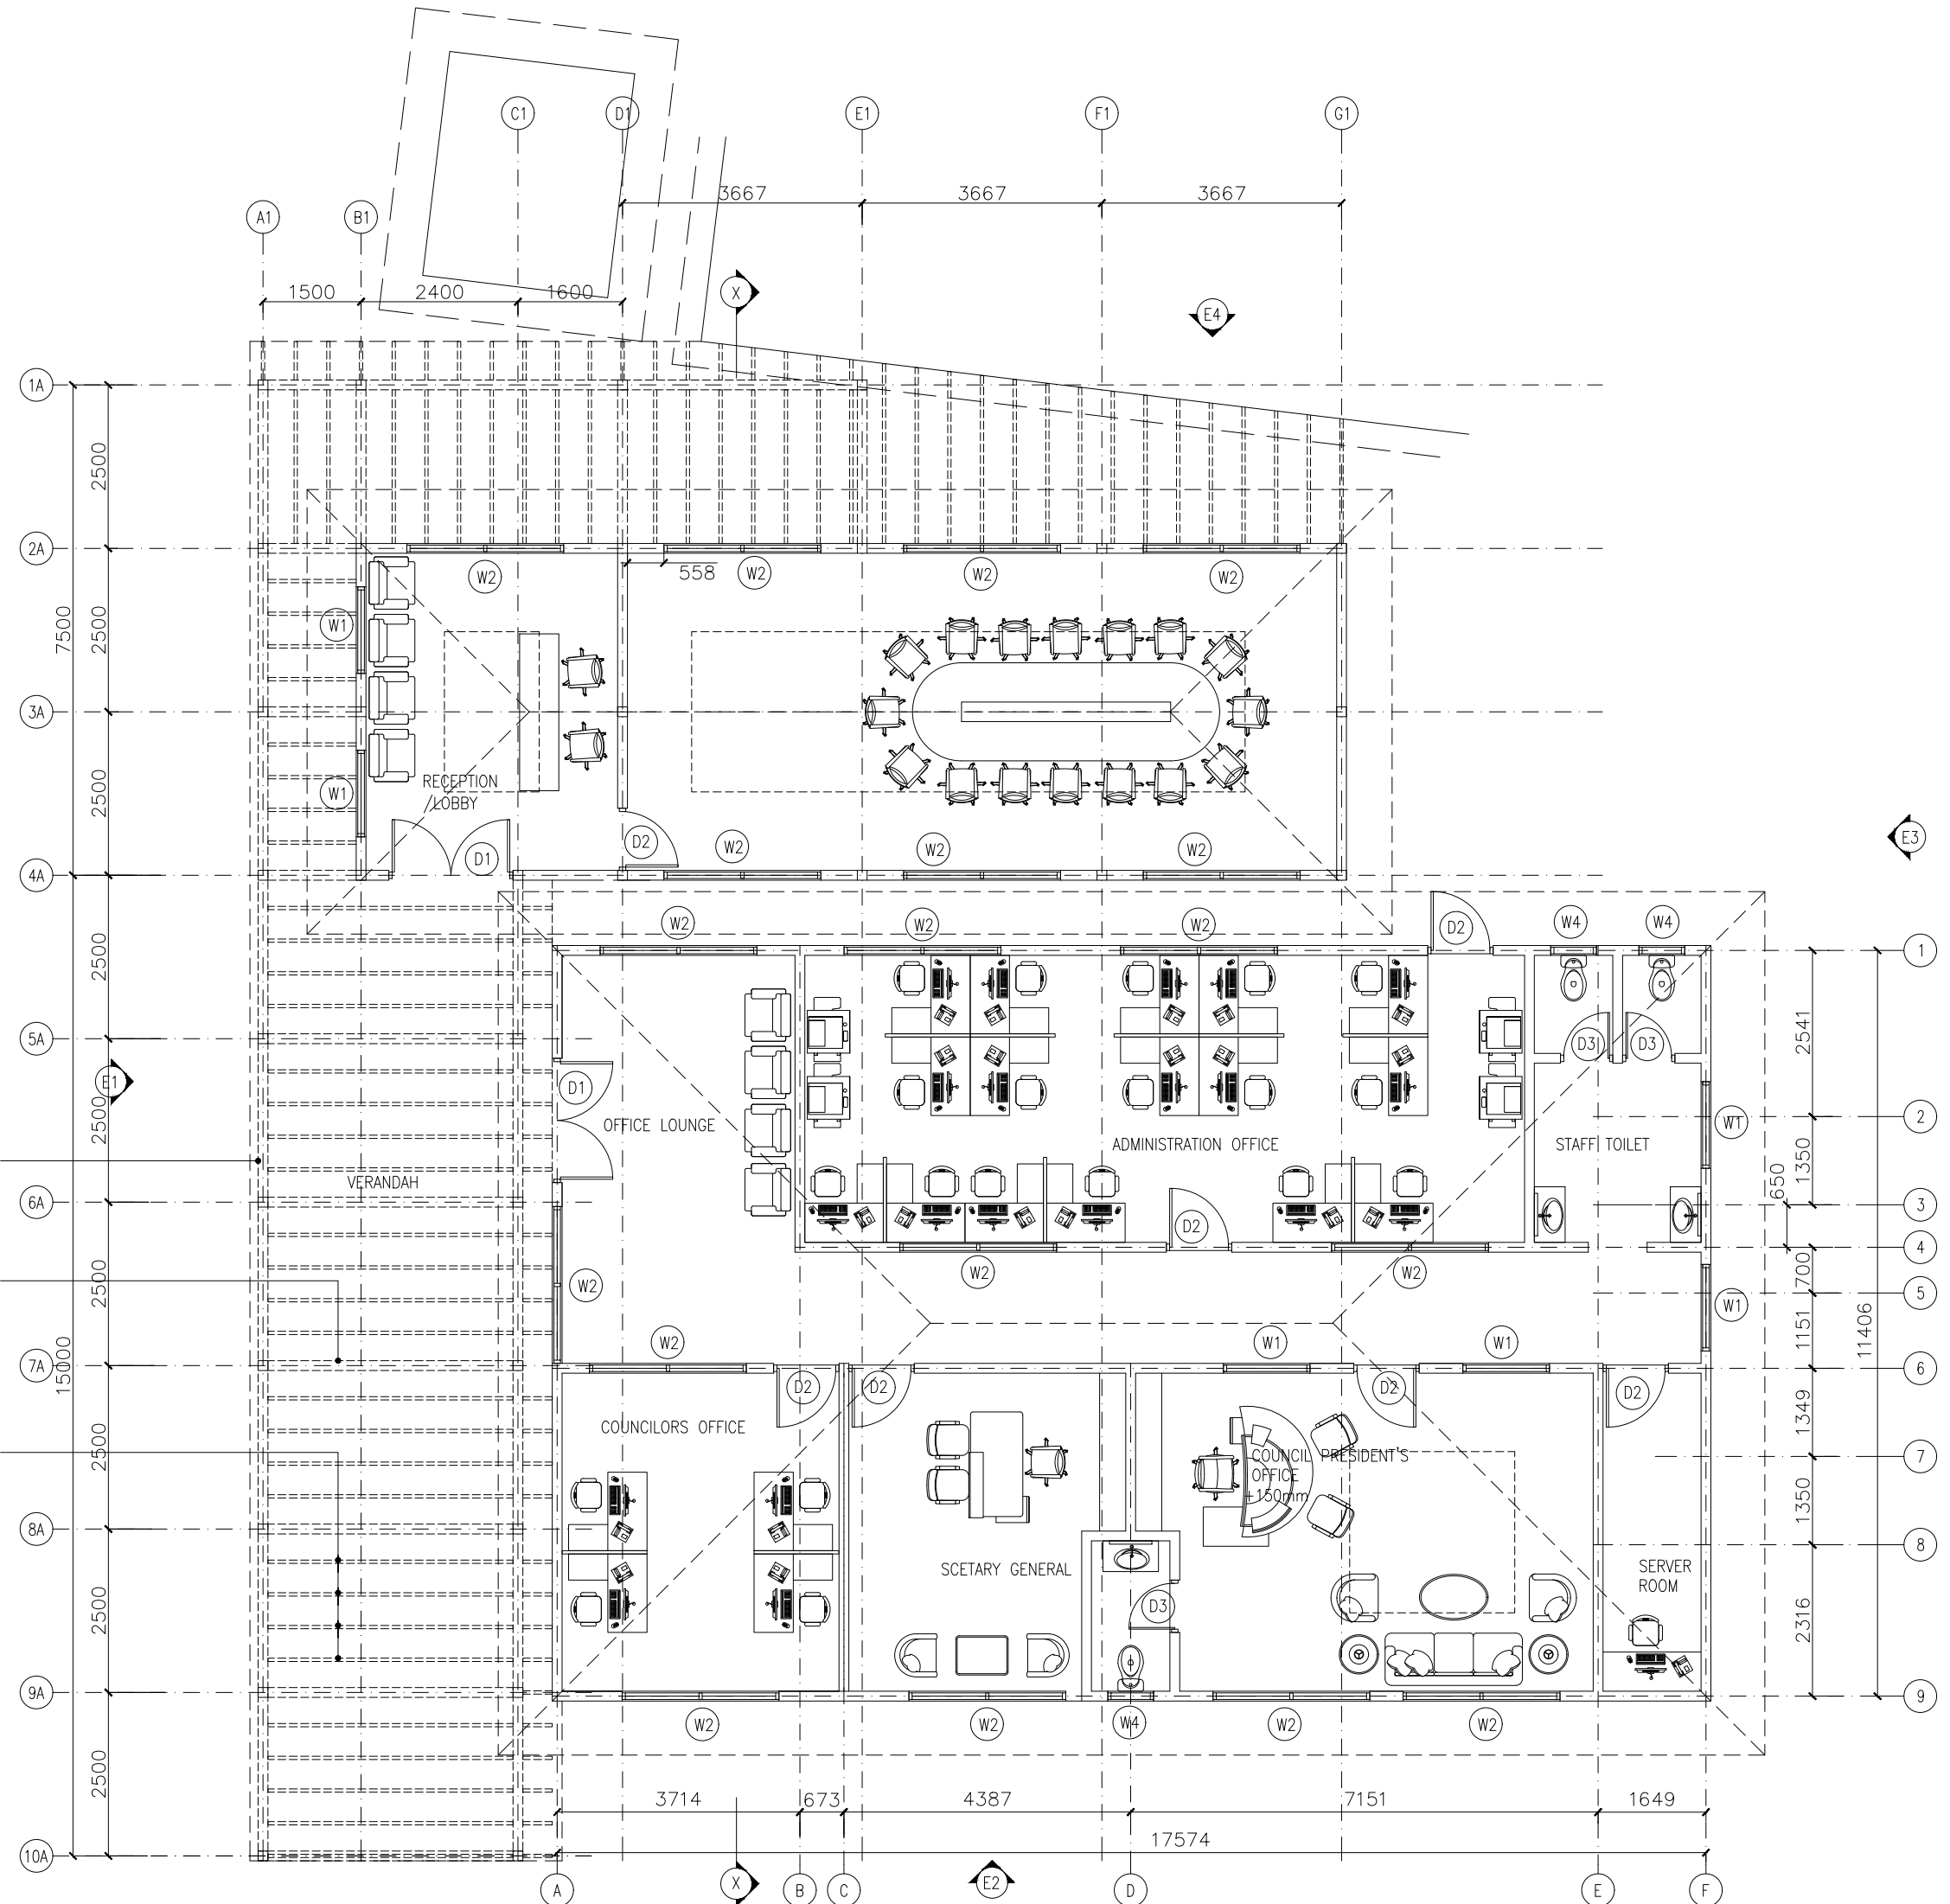 C1 D1 E1 F1 G1
3667 3667 3667
A1 B1
1500 2400 1600
X
E4
1A
2500
2A
W2 558 W2 W2 W2
2500
7500
W1
3A
RECEPTION
LOBBY
W1
2500
D1 D2 W2 W2 W2
E3
4A
2500
W2 W2 W2 D2 W4 W4
1
5A
2541
D3 D3
E1
D1
2500
OFFICE LOUNGE
ADMINISTRATION OFFICE
STAFF TOILET
W1
2
1350
650
VERANDAH
6A
3
D2
4
2500
W2
W2
W2
700
W1
5
1151
11406
15000
W2
W1
W1
7A
6
D2 D2 D2 D2
1349
2500
COUNCILORS OFFICE
COUNCIL PRESIDENT'S
OFFICE
+150mm
7
1350
8A
8
SCETARY GENERAL
SERVER
ROOM
D3
2500
2316
9A
9
W2 W2 W4 W2 W2
2500
3714 673 4387 7151 1649
17574
10A
A X B C E2 D E F